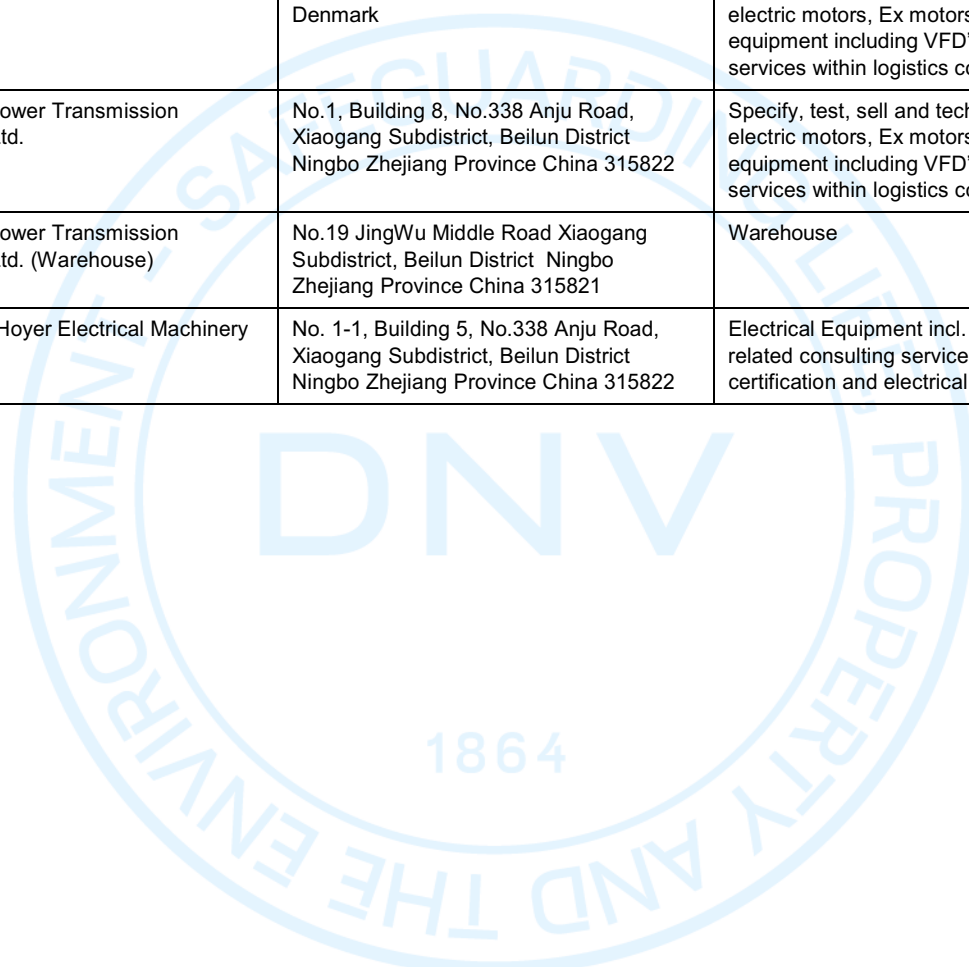 Denmark
electric motors, Ex motors
equipment including VFD'
services within logistics
ower Transmission
td.
No.1, Building 8, No.338 Anju Road,
Xiaogang Subdistrict, Beilun District
Ningbo Zhejiang Province China 315822
Specify, test, sell and
electric motors, Ex motors
equipment including VFD'
services within logistics
ower Transmission
td. (Warehouse)
No.19 JingWu Middle Road Xiaogang
Subdistrict, Beilun District Ningbo
Zhejiang Province China 315821
Warehouse
Hoyer Electrical Machinery
No. 1-1, Building 5, No.338 Anju Road,
Xiaogang Subdistrict, Beilun District
Ningbo Zhejiang Province China 315822
Electrical Equipment incl.
related consulting service
certification and electrical
SAFEGUARDING LIFE, PROPERTY AND THE ENVIRONMENT -
DNV
1864